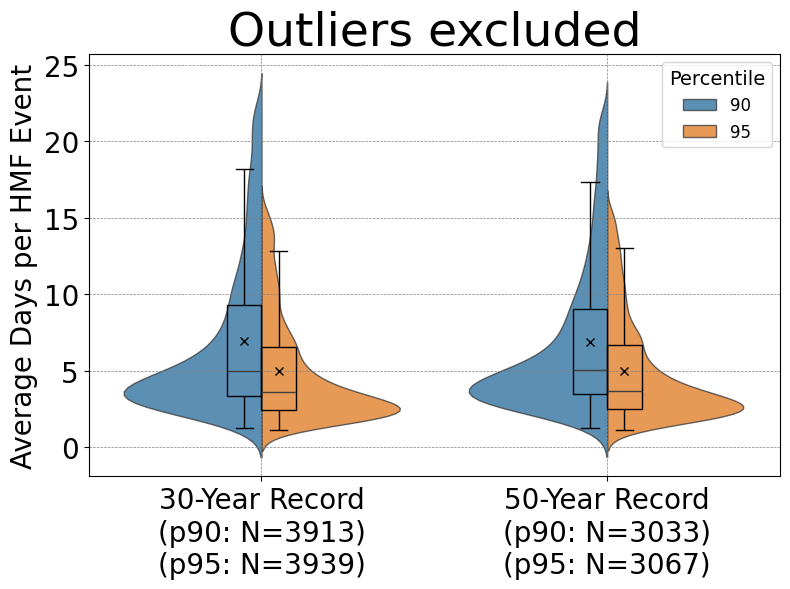 Outliers excluded
Average Days per HMF Event
25
20
15
10
5
0
Percentile
90
95
30-Year Record
(p90: N=3913)
(p95: N=3939)
50-Year Record
(p90: N=3033)
(p95: N=3067)